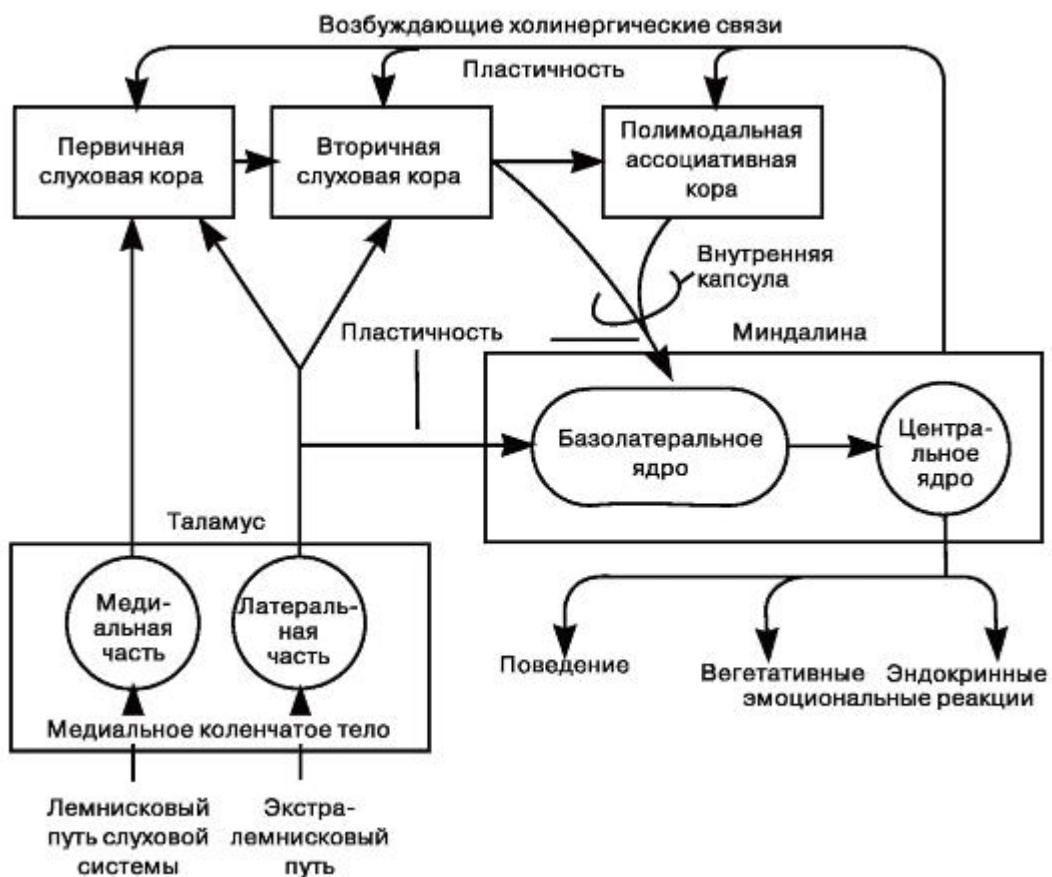 Возбуждающие холинергические связи
Пластичность
Первичная
слуховая кора
Вторичная
слуховая кора
Полимодальная
ассоциативная
кора
Внутренняя
капсула
Пластичность
Миндалина
Базолатеральное
ядро
Центра-
льное
ядро
Таламус
Меди-
альная
часть
Латераль-
ная
часть
Медиальное коленчатое тело
Поведение
Вегетативные Эндокринные
эмоциональные реакции
Лемнисковый
путь слуховой
системы
Экстра-
лемнисковый
путь